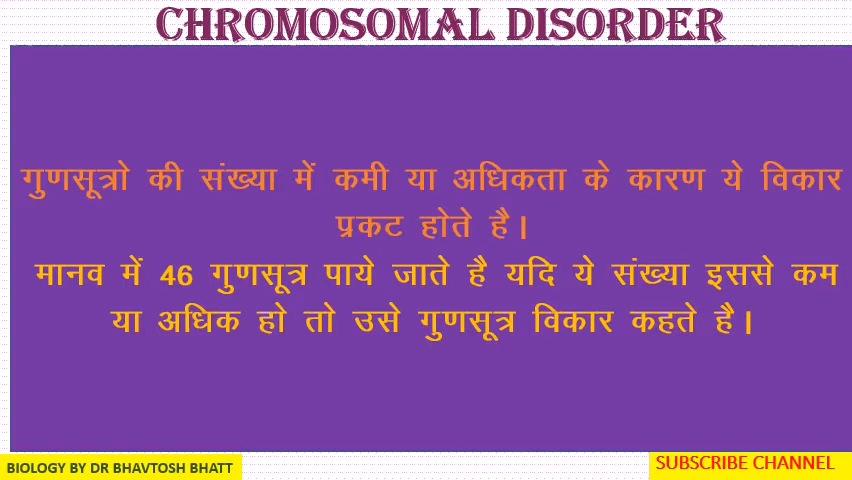 CHROMOSOMAL DISORDER
गुणसूत्रो की संख्या में कमी या अधिकता के कारण ये विकार
प्रकट होते है।
मानव में 46 गुणसूत्र पाये जाते है यदि ये संख्या इससे कम
या अधिक हो तो उसे गुणसूत्र विकार कहते है।
BIOLOGY BY DR BHAVTOSH BHATT
SUBSCRIBE CHANNEL